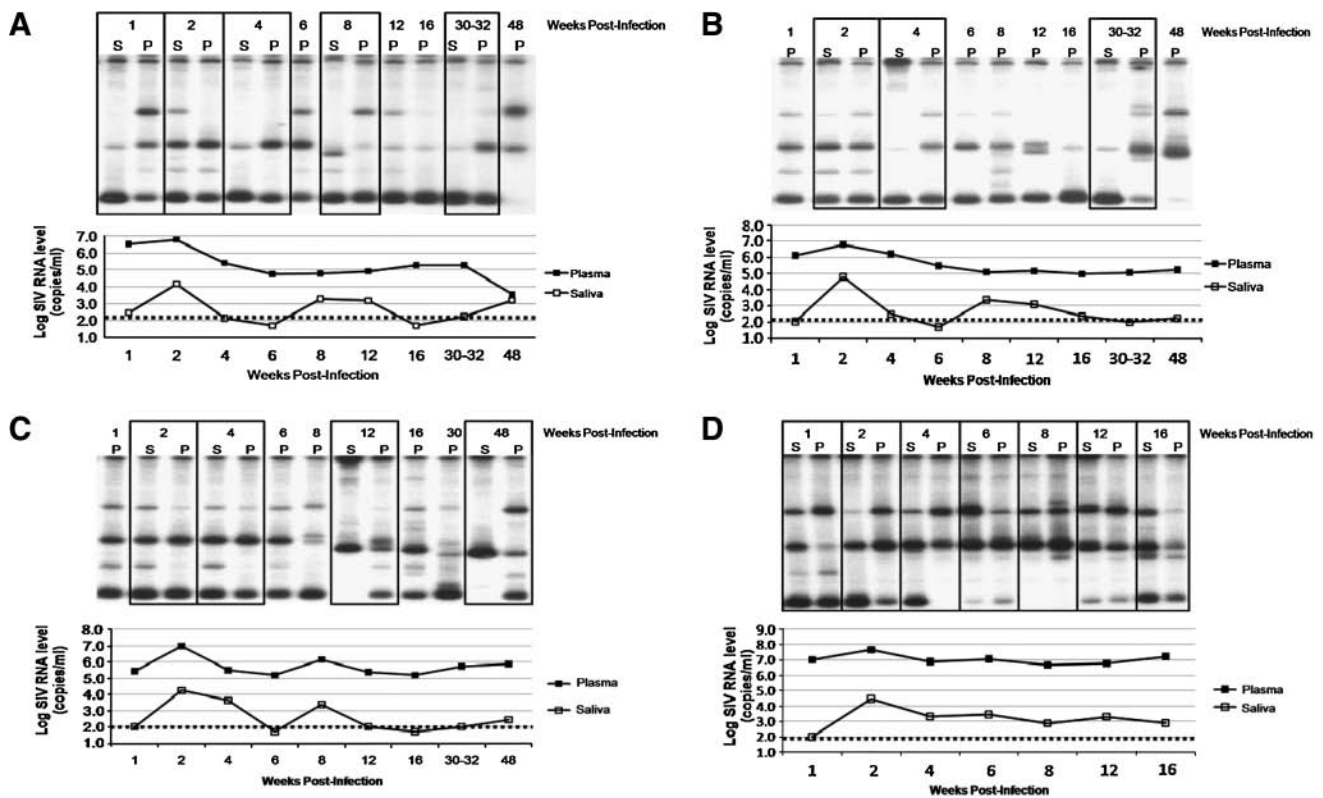 A
1 2 4 6 8 12 16 30-32 48 Weeks Post-Infection
S P S P S P P S P P P S P P
7.0
6.0
5.0
4.0
3.0
2.0
1.0
Log SIV RNA level
(copies/ml)
Plasma
Saliva
1 2 4 6 8 12 16 30-32 48
Weeks Post-Infection
B
1 2 4 6 8 12 16 30-32 48 Weeks Post-Infection
P S P S P P P P P S P P
8.0
7.0
6.0
5.0
4.0
3.0
2.0
1.0
Log SIV RNA level
(copies/ml)
Plasma
Saliva
1 2 4 6 8 12 16 30-32 48
Weeks Post-Infection
C
1 2 4 6 8 12 16 30 48 Weeks Post-Infection
P S P S P P P S P P P S P
8.0
7.0
6.0
5.0
4.0
3.0
2.0
1.0
Log SIV RNA level
(copies/ml)
Plasma
Saliva
1 2 4 6 8 12 16 30-32 48
Weeks Post-Infection
D
1 2 4 6 8 12 16 Weeks Post-Infection
S P S P S P S P S P S P S P
9.0
8.0
7.0
6.0
5.0
4.0
3.0
2.0
1.0
Log SIV RNA level
(copies/ml)
Plasma
Saliva
1 2 4 6 8 12 16
Weeks Post-Infection